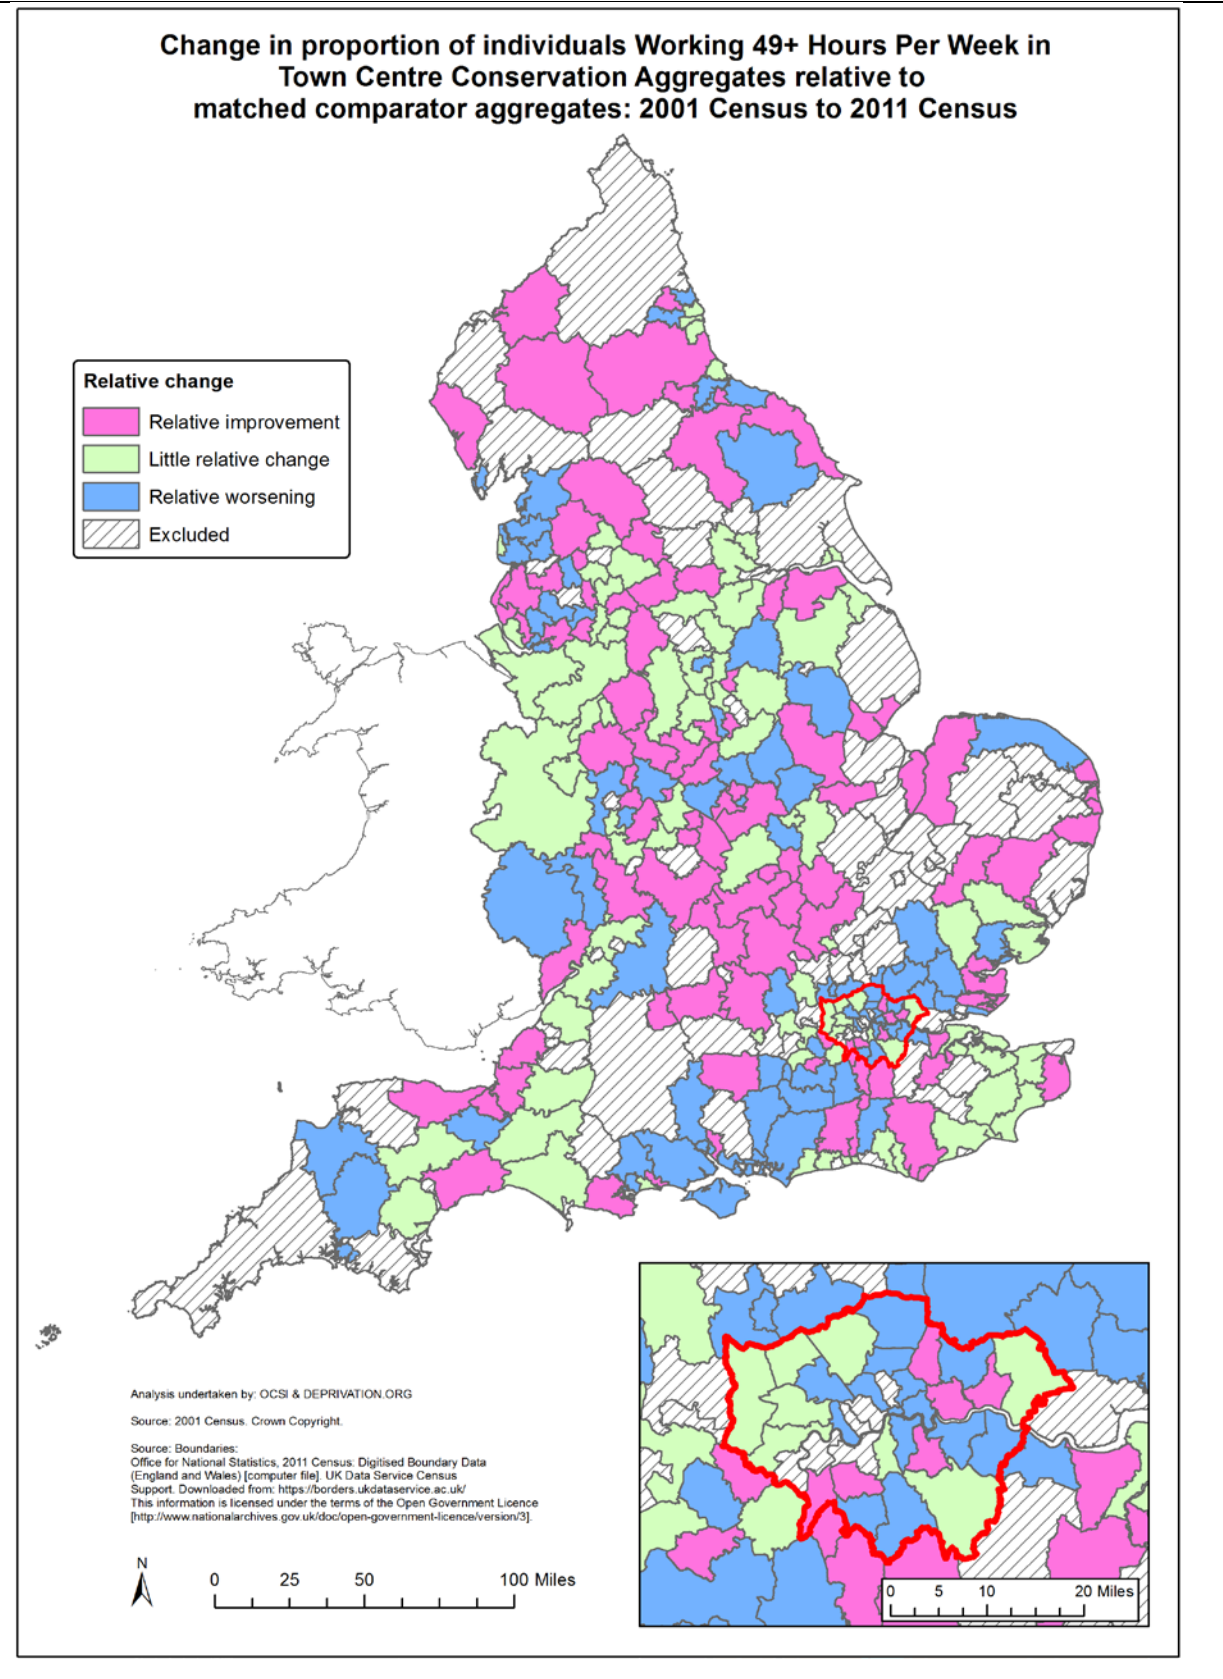 Change in proportion of individuals Working 49+ Hours Per Week in
Town Centre Conservation Aggregates relative to
matched comparator aggregates: 2001 Census to 2011 Census
Relative change
Relative improvement
Little relative change
Relative worsening
Excluded
Analysis undertaken by: OCSI & DEPRIVATION.ORG
Source: 2001 Census. Crown Copyright.
Source: Boundaries:
Office for National Statistics, 2011 Census: Digitised Boundary Data
(England and Wales) [computer file]. UK Data Service Census
Support. Downloaded from: https://borders.ukdataservice.ac.uk/
This information is licensed under the terms of the Open Government Licence
[http://www.nationalarchives.gov.uk/doc/open-government-licence/version/3].
N
0 25 50 100 Miles
0 5 10 20 Miles